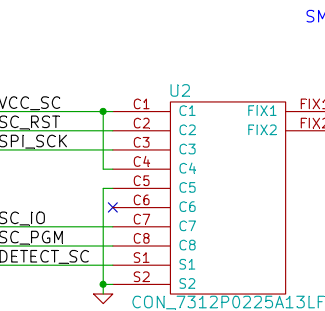 SM
U2
VCC_SC C1 C1 FIX1 FIX1
SC_RST C2 C2 FIX2 FIX2
SPI_SCK C3 C3
C4 C4
C5 C5
C6 C6
SC_IO C7 C7
SC_PGM C8 C8
DETECT_SC S1 S1
S2 S2
CON_7312P0225A13LF